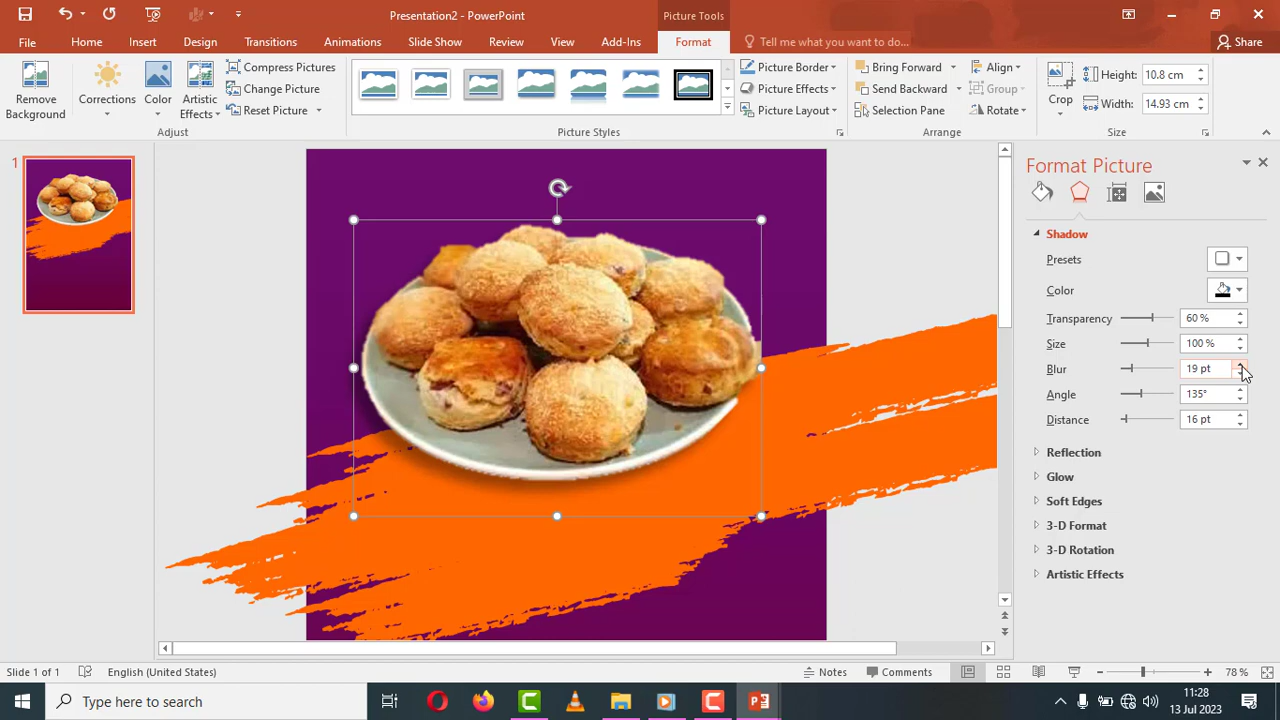 Presentation2 - PowerPoint
Picture Tools
File
Home
Insert
Design
Transitions
Animations
Slide Show
Review
View
Add-Ins
Format
Tell me what you want to do...
Share
Remove Background
Corrections
Color
Artistic Effects
Compress Pictures
Change Picture
Reset Picture
Adjust
Picture Styles
Picture Border
Picture Effects
Picture Layout
Bring Forward
Send Backward
Selection Pane
Align
Group
Rotate
Arrange
Crop
Height: 10.8 cm
Width: 14.93 cm
Size
1
Format Picture
Shadow
Presets
Color
Transparency 60 %
Size 100 %
Blur 19 pt
Angle 135°
Distance 16 pt
Reflection
Glow
Soft Edges
3-D Format
3-D Rotation
Artistic Effects
Slide 1 of 1
English (United States)
Notes
Comments
78 %
Type here to search
11:28
13 Jul 2023